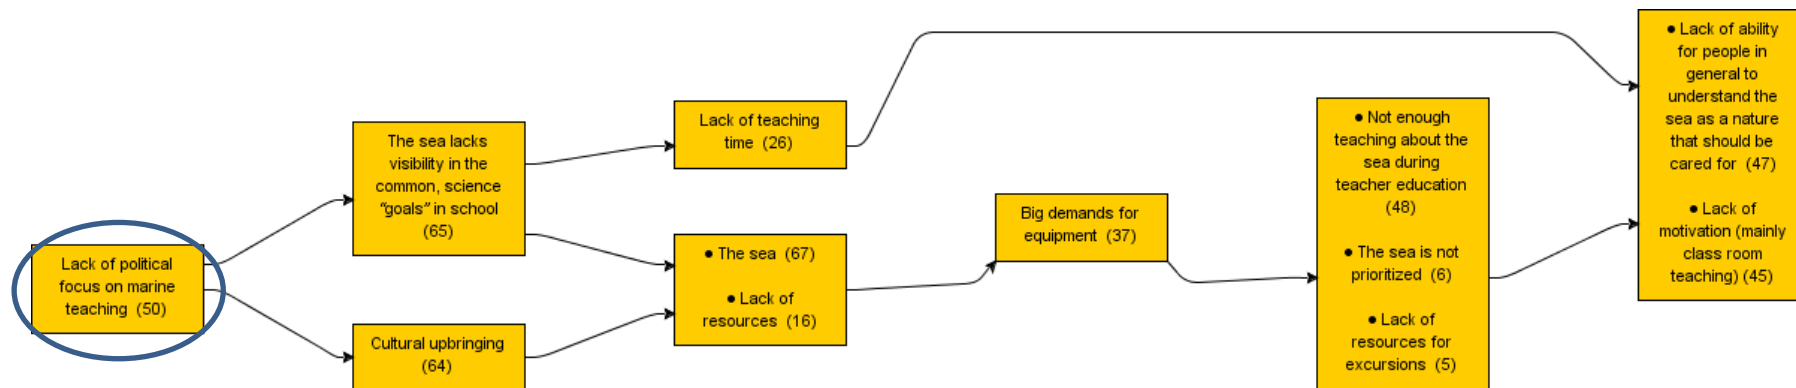 Lack of political
focus on marine
teaching (50)
The sea lacks
visibility in the
common, science
“goals” in school
(65)
Cultural upbringing
(64)
Lack of teaching
time (26)
● The sea (67)
● Lack of
resources (16)
Big demands for
equipment (37)
● Not enough
teaching about the
sea during
teacher education
(48)
● The sea is not
prioritized (6)
● Lack of
resources for
excursions (5)
● Lack of ability
for people in
general to
understand the
sea as a nature
that should be
cared for (47)
● Lack of
motivation (mainly
class room
teaching) (45)